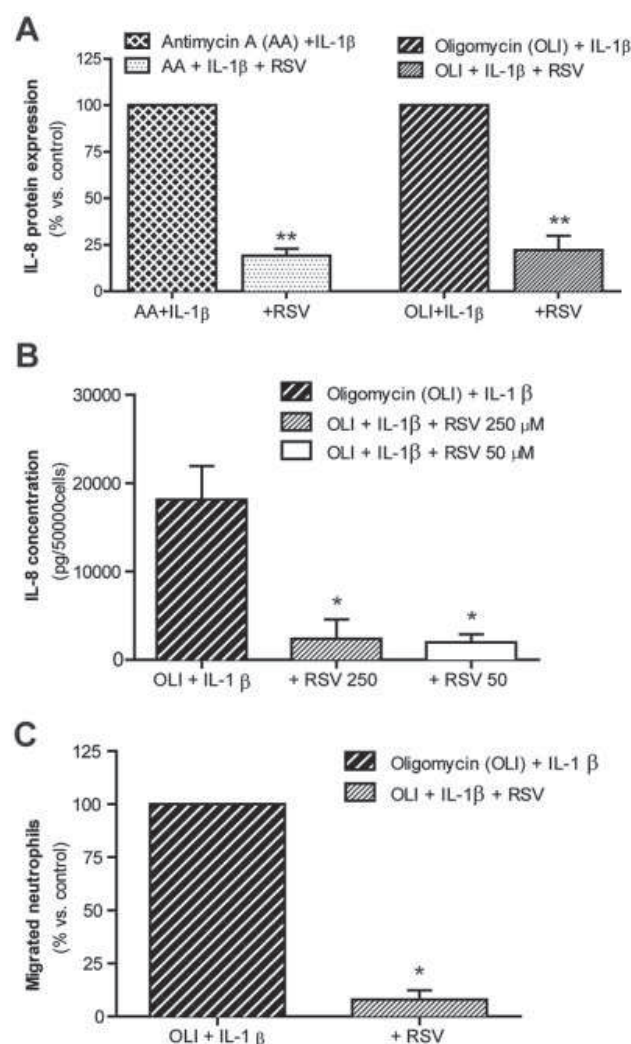 A
Antimycin A (AA) +IL-1β
AA + IL-1β + RSV
Oligomycin (OLI) + IL-1β
OLI + IL-1β + RSV
IL-8 protein expression
(% vs. control)
125
100
75
50
25
0
**
**
AA+IL-1β
+RSV
OLI+IL-1β
+RSV
B
Oligomycin (OLI) + IL-1 β
OLI + IL-1β + RSV 250 μM
OLI + IL-1β + RSV 50 μM
IL-8 concentration
(pg/50000cells)
30000
20000
10000
0
*
*
OLI + IL-1 β
+ RSV 250
+ RSV 50
C
Oligomycin (OLI) + IL-1 β
OLI + IL-1β + RSV
Migrated neutrophils
(% vs. control)
125
100
75
50
25
0
*
OLI + IL-1 β
+ RSV